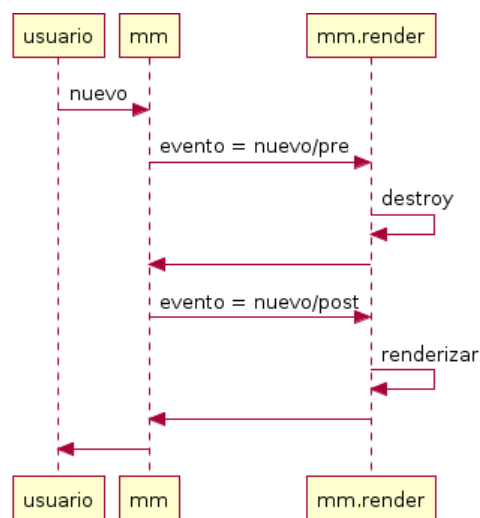 usuario mm mm.render
nuevo
evento = nuevo/pre
destroy
evento = nuevo/post
renderizar
usuario mm mm.render